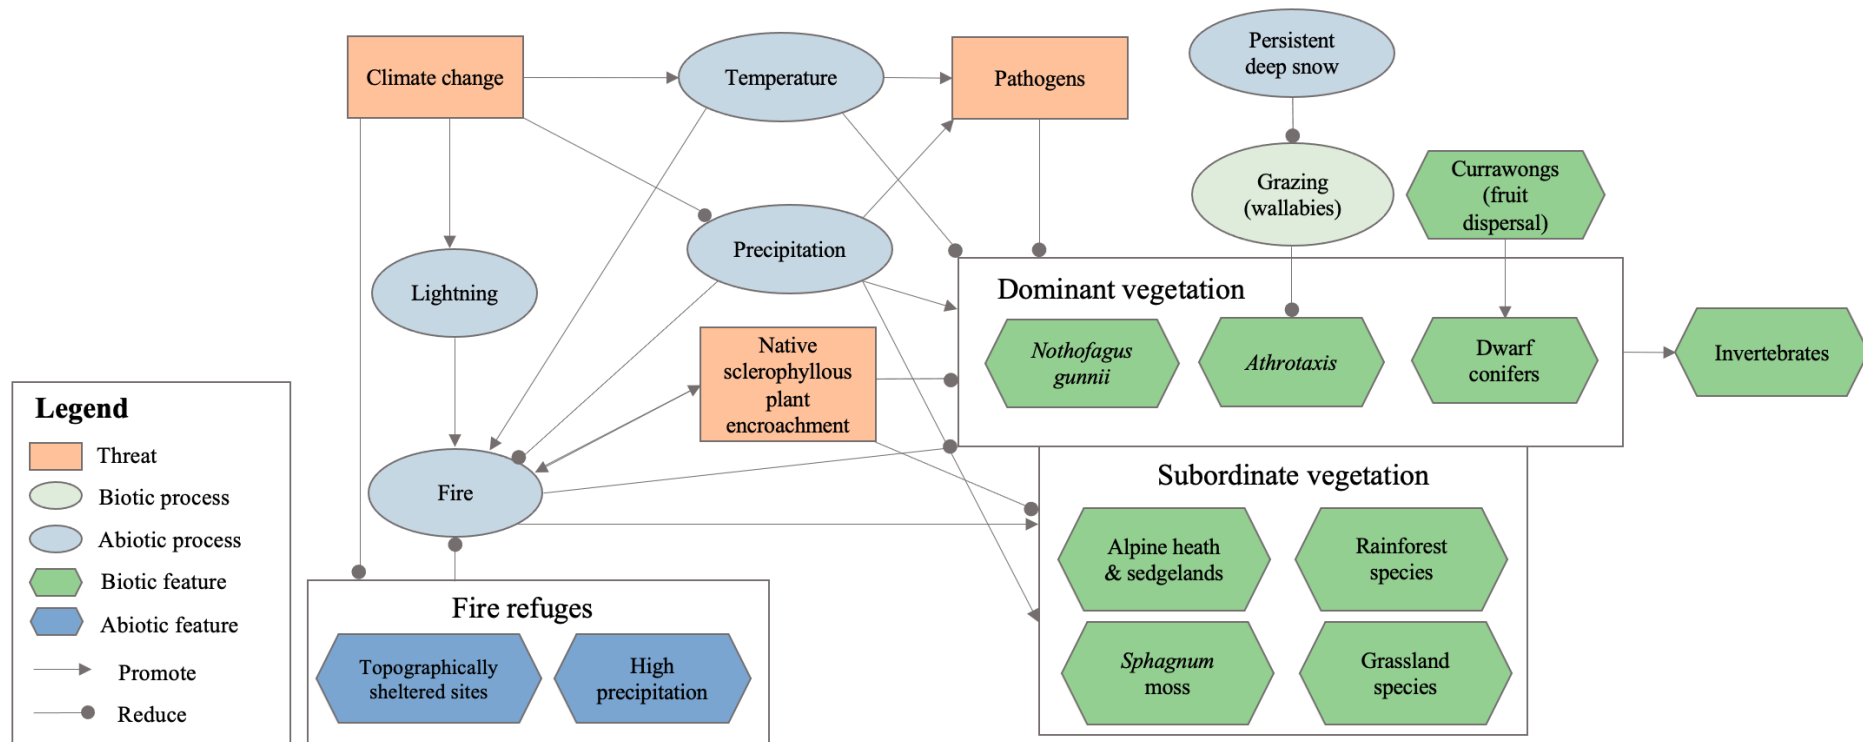 Climate change
Temperature
Pathogens
Persistent
deep snow
Grazing
(wallabies)
Currawongs
(fruit
dispersal)
Lightning
Precipitation
Dominant vegetation
Nothofagus
gunnii
Athrotaxis
Dwarf
conifers
Invertebrates
Native
sclerophyllous
plant
encroachment
Fire
Subordinate vegetation
Alpine heath
& sedgelands
Rainforest
species
Sphagnum
moss
Grassland
species
Fire refuges
Topographically
sheltered sites
High
precipitation
Legend
Threat
Biotic process
Abiotic process
Biotic feature
Abiotic feature
Promote
Reduce